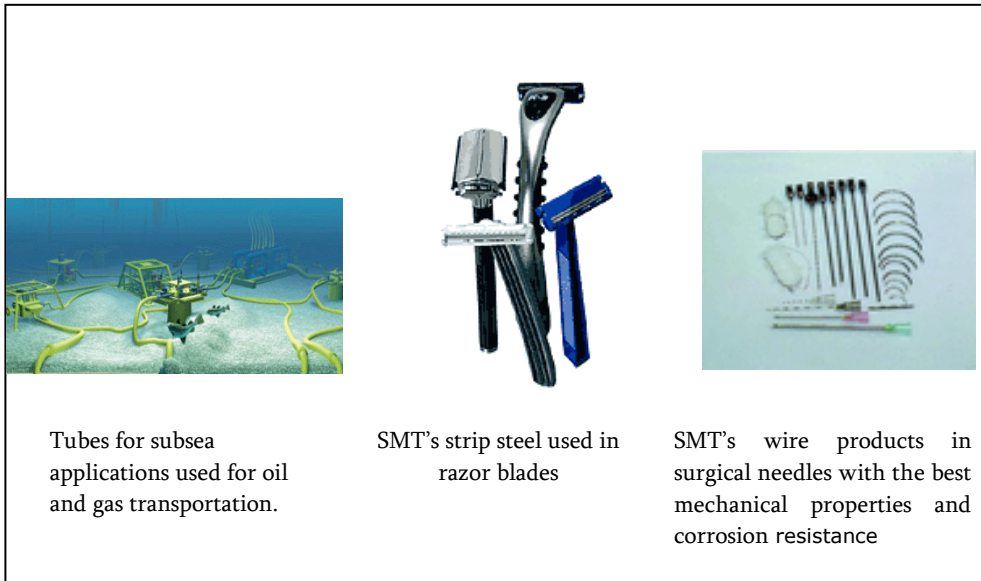 Tubes for subsea
applications used for oil
and gas transportation.
SMT’s strip steel used in
razor blades
SMT’s wire products in
surgical needles with the best
mechanical properties and
corrosion resistance